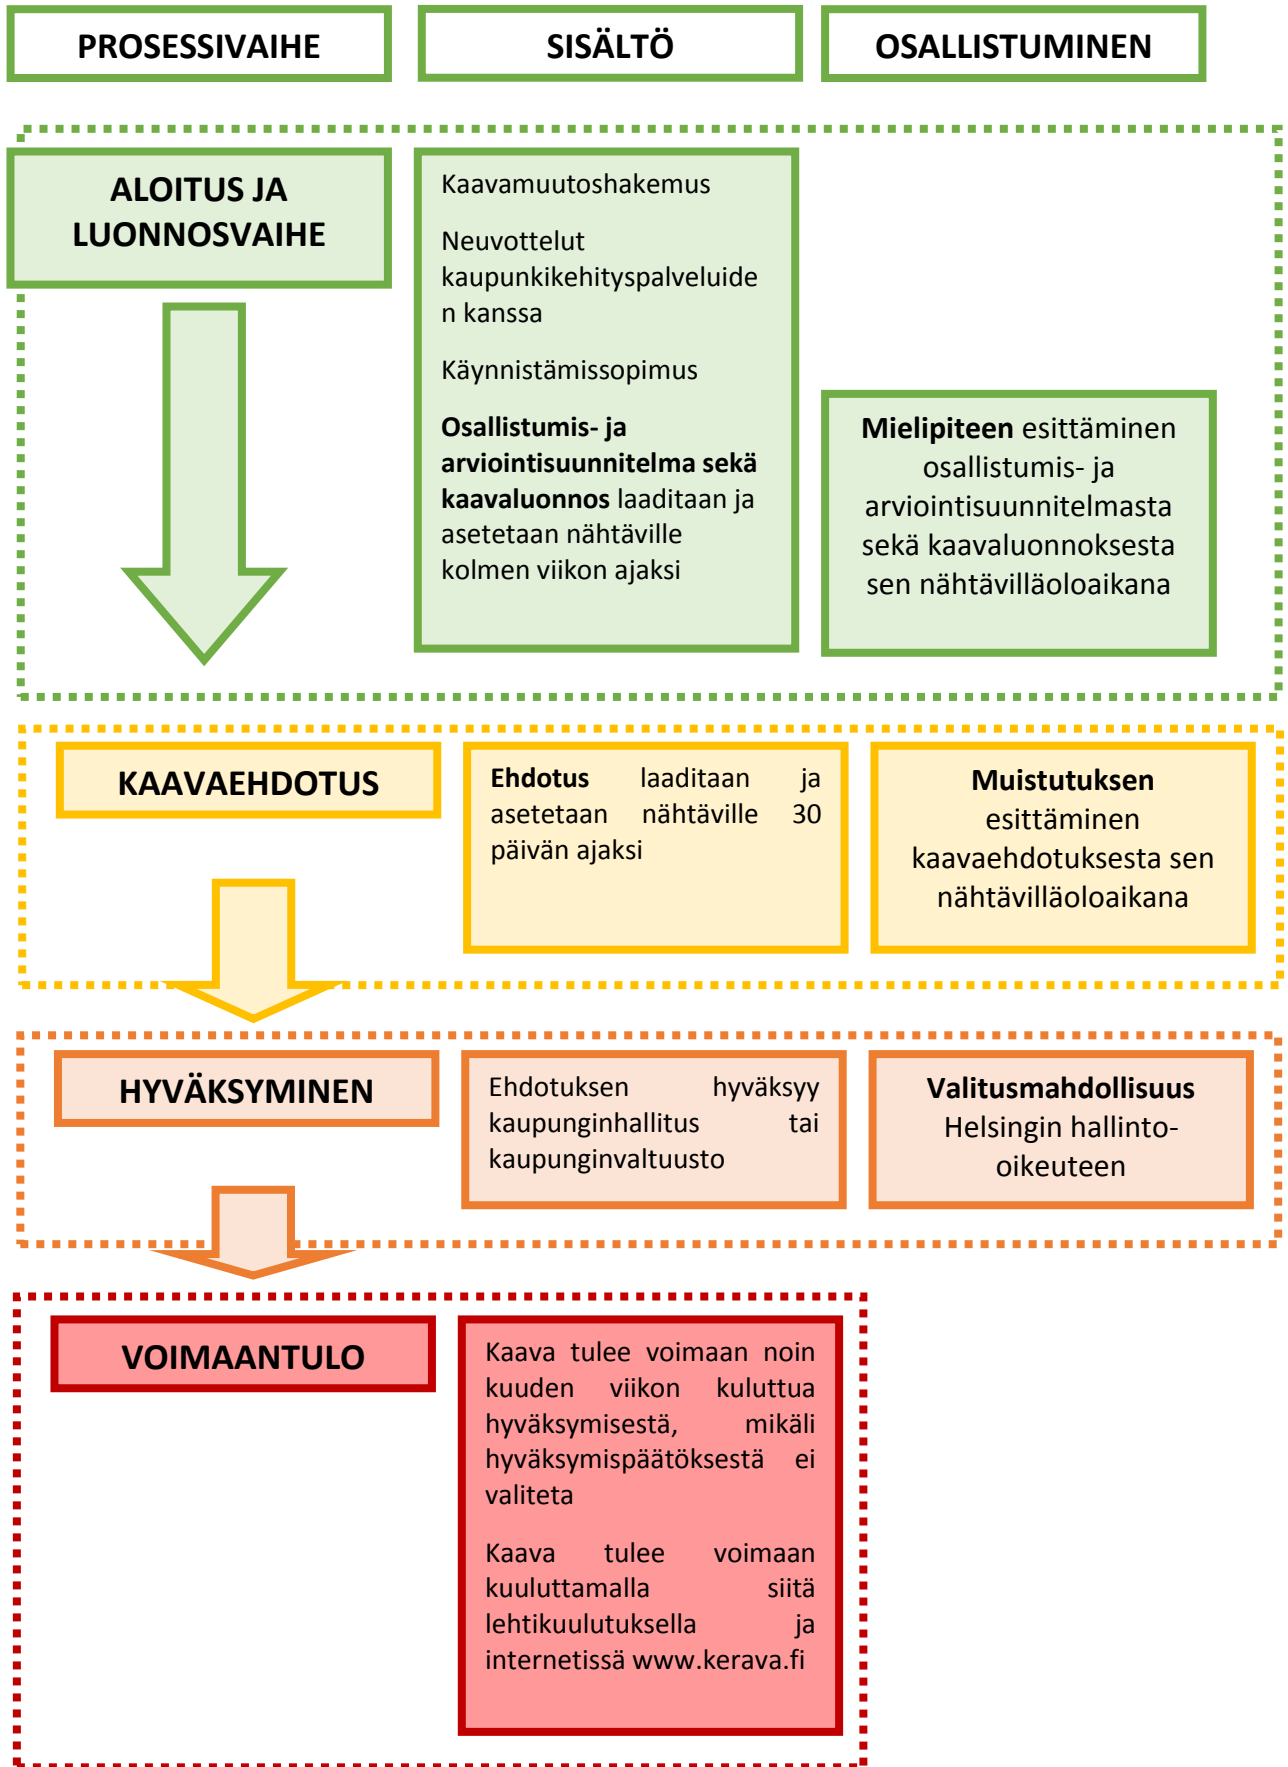 PROSESSIVAIHE
SISÄLTÖ
OSALLISTUMINEN
ALOITUS JA
LUONNOSVAIHE
Kaavamuutoshakemus
Neuvottelut
kaupunkikehityspalveluide
n kanssa
Käynnistämissopimus
Osallistumis- ja
arviointisuunnitelma sekä
kaavaluonnos laaditaan ja
asetetaan nähtäville
kolmen viikon ajaksi
Mielipiteen esittäminen
osallistumis- ja
arviointisuunnitelmasta
sekä kaavaluonnoksesta
sen nähtävilläoloaikana
KAAVAEHDOTUS
Ehdotus laaditaan ja
asetetaan nähtäville 30
päivän ajaksi
Muistutuksen
esittäminen
kaavaehdotuksesta sen
nähtävilläoloaikana
HYVÄKSYMINEN
Ehdotuksen hyväksyy
kaupunginhallitus tai
kaupunginvaltuusto
Valitusmahdollisuus
Helsingin hallinto-
oikeuteen
VOIMAANTULO
Kaava tulee voimaan noin
kuuden viikon kuluttua
hyväksymisestä, mikäli
hyväksymispäätöksestä ei
valiteta
Kaava tulee voimaan
kuuluttamalla siitä
lehtikuulutuksella ja
internetissä www.kerava.fi